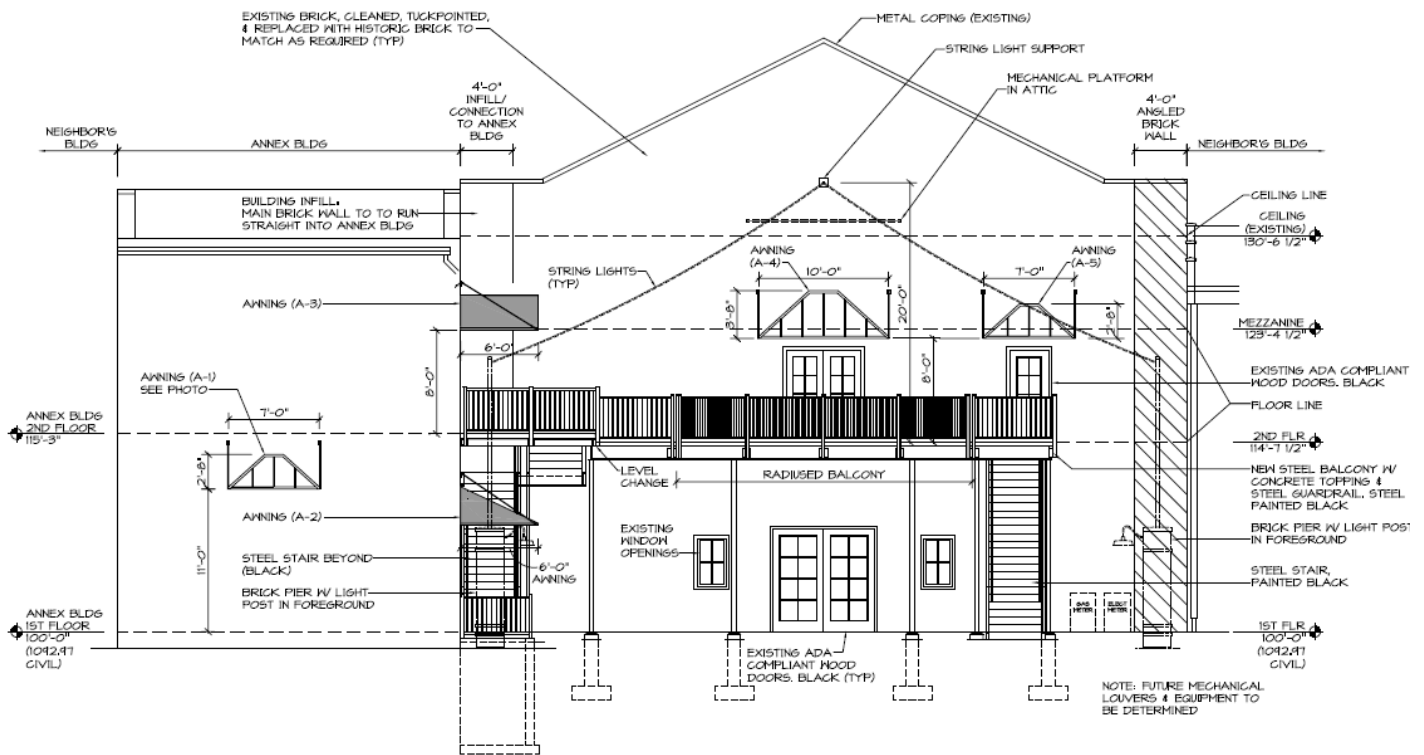 EXISTING BRICK, CLEANED, TUCKPOINTED,
& REPLACED WITH HISTORIC BRICK TO
MATCH AS REQUIRED (TYP)
METAL COPING (EXISTING)
STRING LIGHT SUPPORT
MECHANICAL PLATFORM
IN ATTIC
4'-0"
INFILL/
CONNECTION
TO ANNEX
BLDG
4'-0"
ANGLED
BRICK
WALL
NEIGHBOR'S
BLDG
ANNEX BLDG
NEIGHBOR'S BLDG
BUILDING INFILL.
MAIN BRICK WALL TO TO RUN
STRAIGHT INTO ANNEX BLDG
CEILING LINE
CEILING
(EXISTING)
130'-6 1/2"
STRING LIGHTS
(TYP)
AWNING
(A-4)
10'-0"
3'-8"
20'-0"
AWNING
(A-5)
7'-0"
2'-8"
AWNING (A-3)
MEZZANINE
123'-4 1/2"
6'-0"
8'-0"
8'-0"
AWNING (A-1)
SEE PHOTO
7'-0"
2'-8"
11'-0"
EXISTING ADA COMPLIANT
WOOD DOORS. BLACK
FLOOR LINE
ANNEX BLDG
2ND FLOOR
115'-3"
2ND FLR
114'-7 1/2"
LEVEL
CHANGE
RADIUSED BALCONY
NEW STEEL BALCONY W/
CONCRETE TOPPING &
STEEL GUARDRAIL. STEEL
PAINTED BLACK
AWNING (A-2)
EXISTING
WINDOW
OPENINGS
BRICK PIER W/ LIGHT POST
IN FOREGROUND
STEEL STAIR BEYOND
(BLACK)
6'-0"
AWNING
STEEL STAIR,
PAINTED BLACK
BRICK PIER W/ LIGHT
POST IN FOREGROUND
GAS
METER
ELECT
METER
ANNEX BLDG
1ST FLOOR
100'-0"
(1092.97
CIVIL)
1ST FLR
100'-0"
(1092.97
CIVIL)
EXISTING ADA
COMPLIANT WOOD
DOORS. BLACK (TYP)
NOTE: FUTURE MECHANICAL
LOUVERS & EQUIPMENT TO
BE DETERMINED